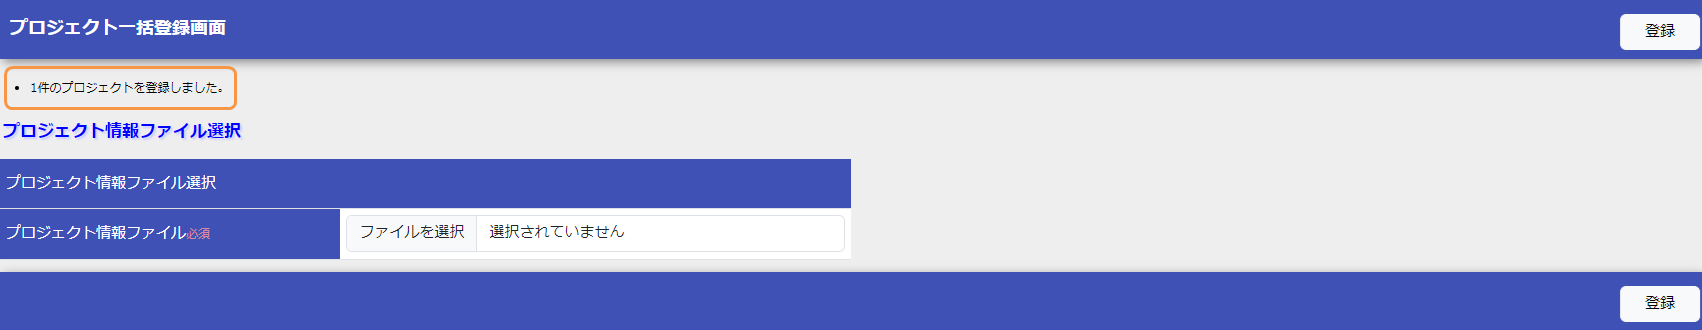 プロジェクト一括登録画面
登録
1件のプロジェクトを登録しました。
プロジェクト情報ファイル選択
プロジェクト情報ファイル選択
プロジェクト情報ファイル必須 ファイルを選択 選択されていません
登録